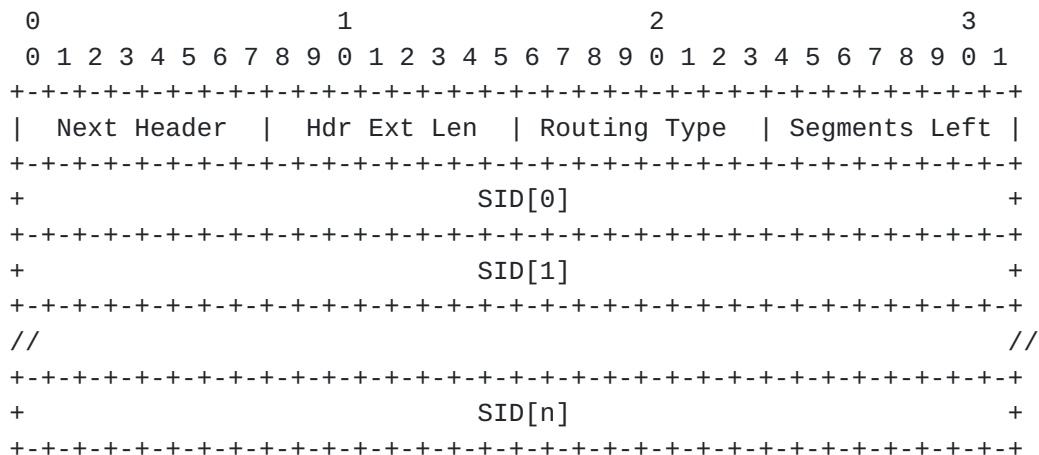 0                   1                   2                   3
 0 1 2 3 4 5 6 7 8 9 0 1 2 3 4 5 6 7 8 9 0 1 2 3 4 5 6 7 8 9 0 1
+-+-+-+-+-+-+-+-+-+-+-+-+-+-+-+-+-+-+-+-+-+-+-+-+-+-+-+-+-+-+-+-+
|  Next Header  |  Hdr Ext Len  | Routing Type  | Segments Left |
+-+-+-+-+-+-+-+-+-+-+-+-+-+-+-+-+-+-+-+-+-+-+-+-+-+-+-+-+-+-+-+-+
+                             SID[0]                            +
+-+-+-+-+-+-+-+-+-+-+-+-+-+-+-+-+-+-+-+-+-+-+-+-+-+-+-+-+-+-+-+-+
+                             SID[1]                            +
+-+-+-+-+-+-+-+-+-+-+-+-+-+-+-+-+-+-+-+-+-+-+-+-+-+-+-+-+-+-+-+-+
//                                                              //
+-+-+-+-+-+-+-+-+-+-+-+-+-+-+-+-+-+-+-+-+-+-+-+-+-+-+-+-+-+-+-+-+
+                             SID[n]                            +
+-+-+-+-+-+-+-+-+-+-+-+-+-+-+-+-+-+-+-+-+-+-+-+-+-+-+-+-+-+-+-+-+